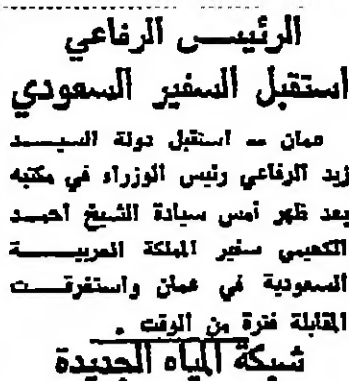 الرئيس الرفاعي
استقبل السفير السعودي
عمان — استقبل دولة السيد
زيد الرفاعي رئيس الوزراء في مكتبه
بعد ظهر أمس سيادة الشيخ احمد
الكحيمي سفير المملكة العربية
السعودية في عمان واستغرقت
المقابلة فترة من الوقت .
شبكة المياه الجديدة